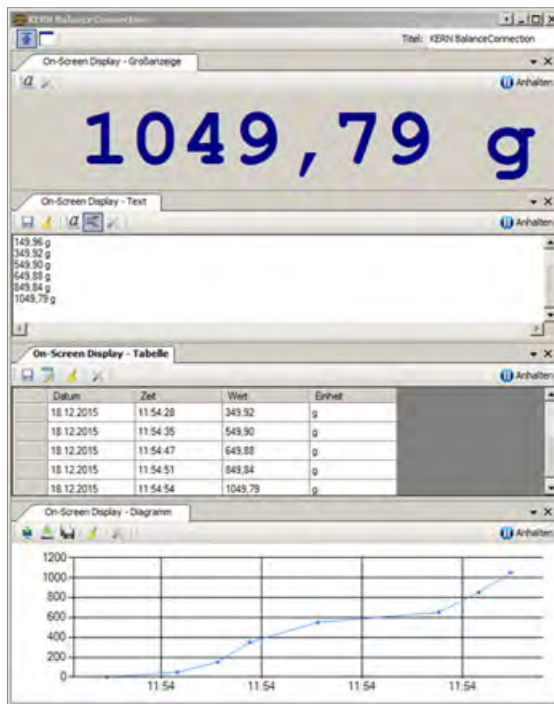 KERN BalanceConnection
Titel: KERN BalanceConnection
On-Screen Display - Großanzeige
a Anhalten
1049,79 g
On-Screen Display - Text
a Anhalten
149,96 g
349,92 g
549,90 g
649,88 g
849,84 g
1049,79 g
On-Screen Display - Tabelle
Anhalten
Datum Zeit Wert Einheit
18.12.2015 11:54:28 349,92 g
18.12.2015 11:54:35 549,90 g
18.12.2015 11:54:47 649,88 g
18.12.2015 11:54:51 849,84 g
18.12.2015 11:54:54 1049,79 g
On-Screen Display - Diagramm
Anhalten
1200
1000
800
600
400
200
0
11:54 11:54 11:54 11:54